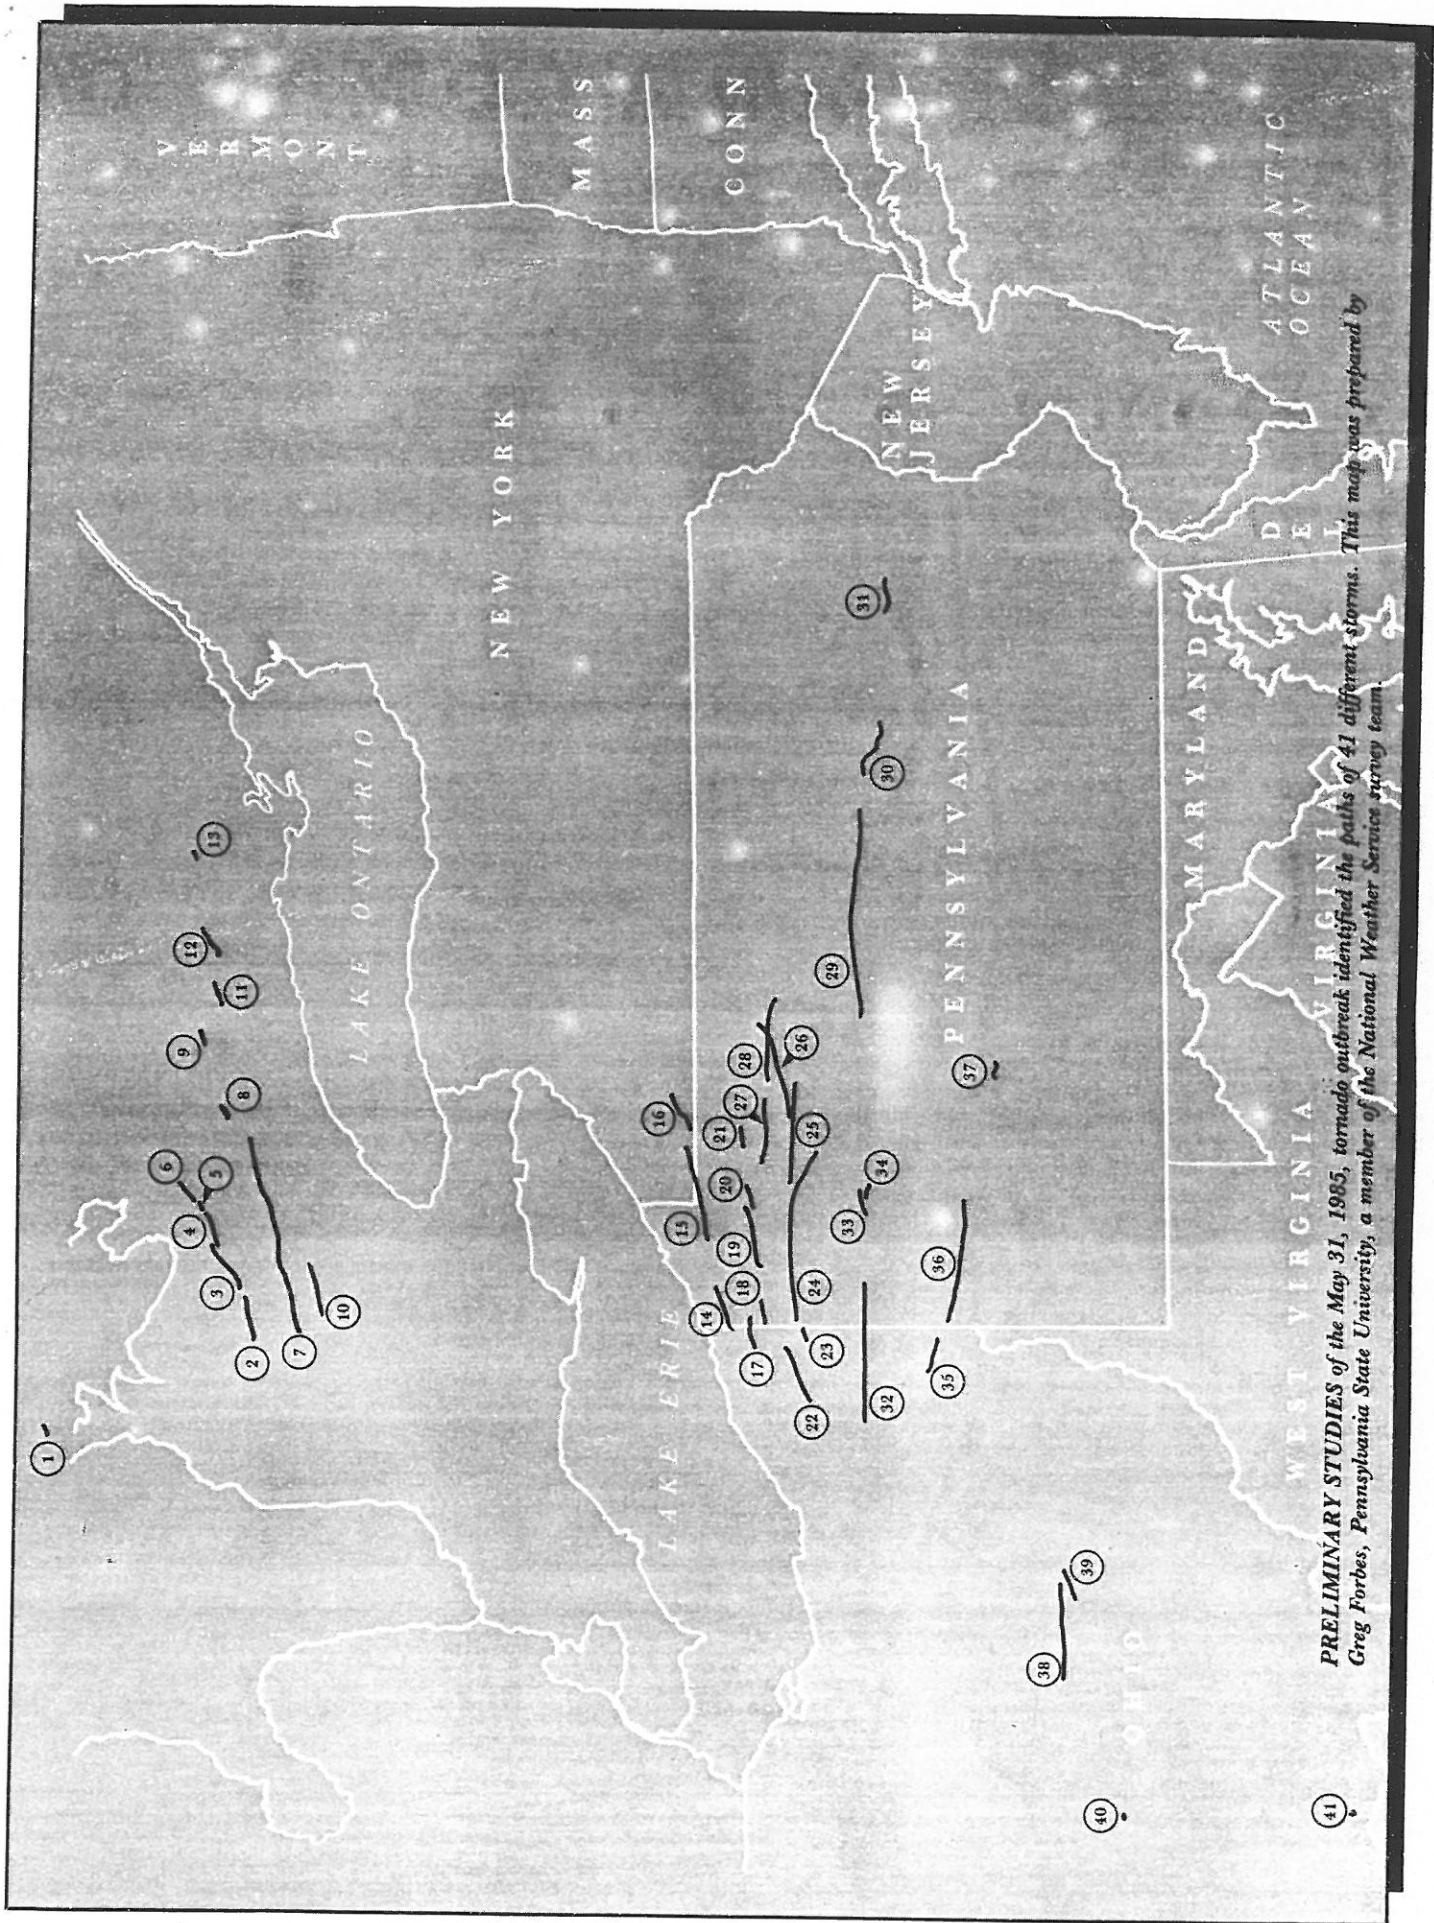 VERMONT
MASS
CONN
NEW YORK
LAKE ONTARIO
LAKE ERIE
NEW
JERSEY
PENNSYLVANIA
ATLANTIC
OCEAN
DEL
MARYLAND
VIRGINIA
WEST VIRGINIA
OHIO
1
2
3
4
5
6
7
8
9
10
11
12
13
14
15
16
17
18
19
20
21
22
23
24
25
26
27
28
29
30
31
32
33
34
35
36
37
38
39
40
41
PRELIMINARY STUDIES of the May 31, 1985, tornado outbreak identified the paths of 41 different storms. This map was prepared by
Greg Forbes, Pennsylvania State University, a member of the National Weather Service survey team.